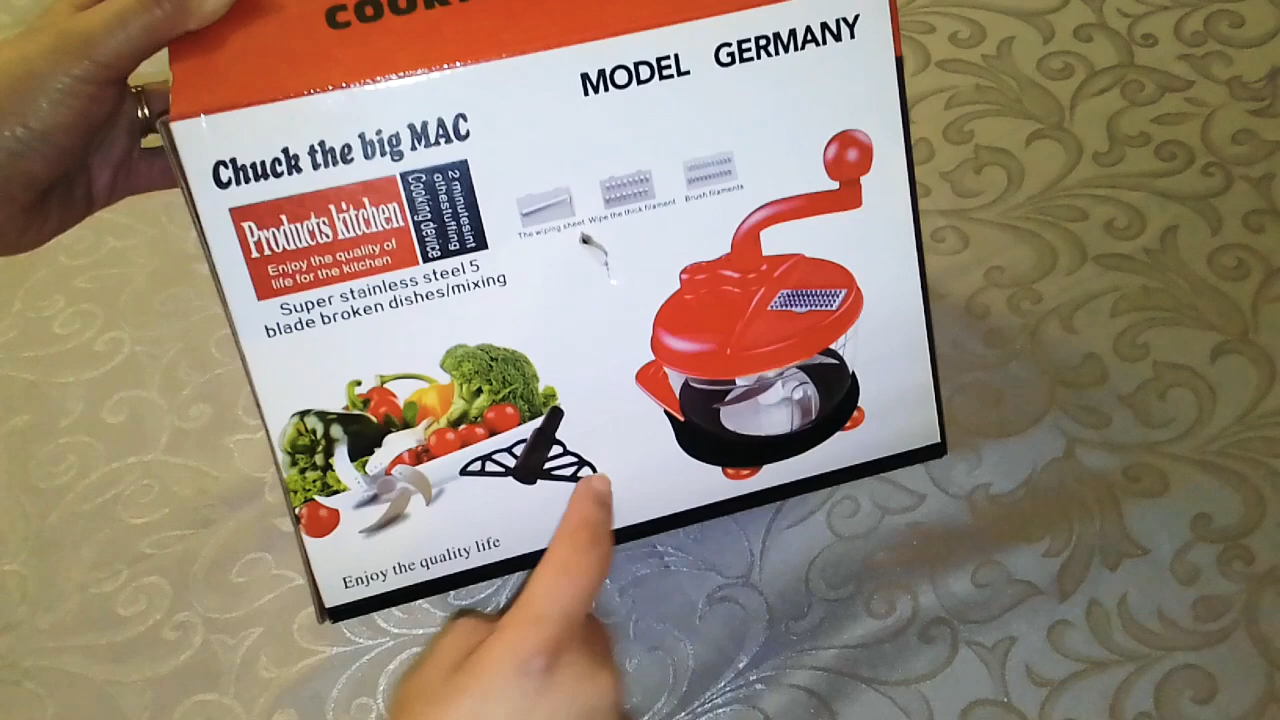 MODEL GERMANY
Chuck the big MAC
Products kitchen
Enjoy the quality of
life for the kitchen
2 minutesint
othestuffing
Cooking device
Super stainless steel 5
blade broken dishes/mixing
The wiping sheet
Wipe the thick filament
Brush filaments
Enjoy the quality life